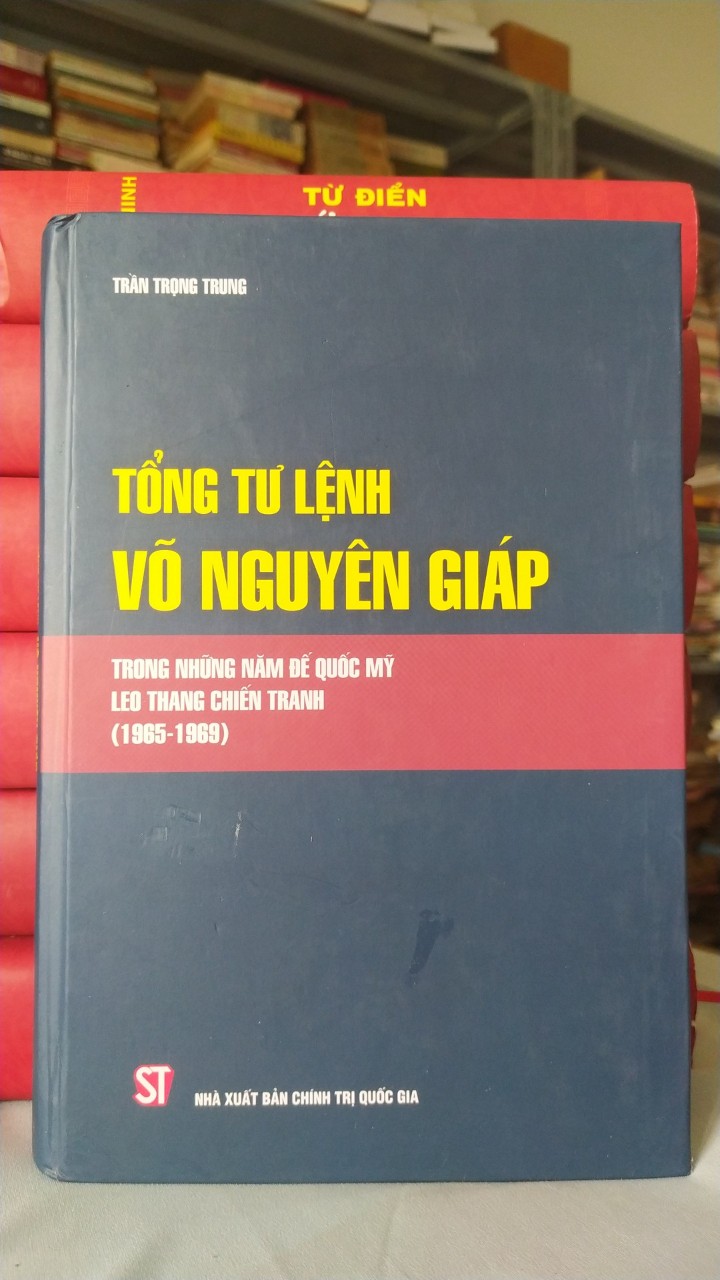 TỪ ĐIỂN
NINH
TRẦN TRỌNG TRUNG
TỔNG TƯ LỆNH
VÕ NGUYÊN GIÁP
TRONG NHỮNG NĂM ĐẾ QUỐC MỸ
LEO THANG CHIẾN TRANH
(1965-1969)
ST
NHÀ XUẤT BẢN CHÍNH TRỊ QUỐC GIA